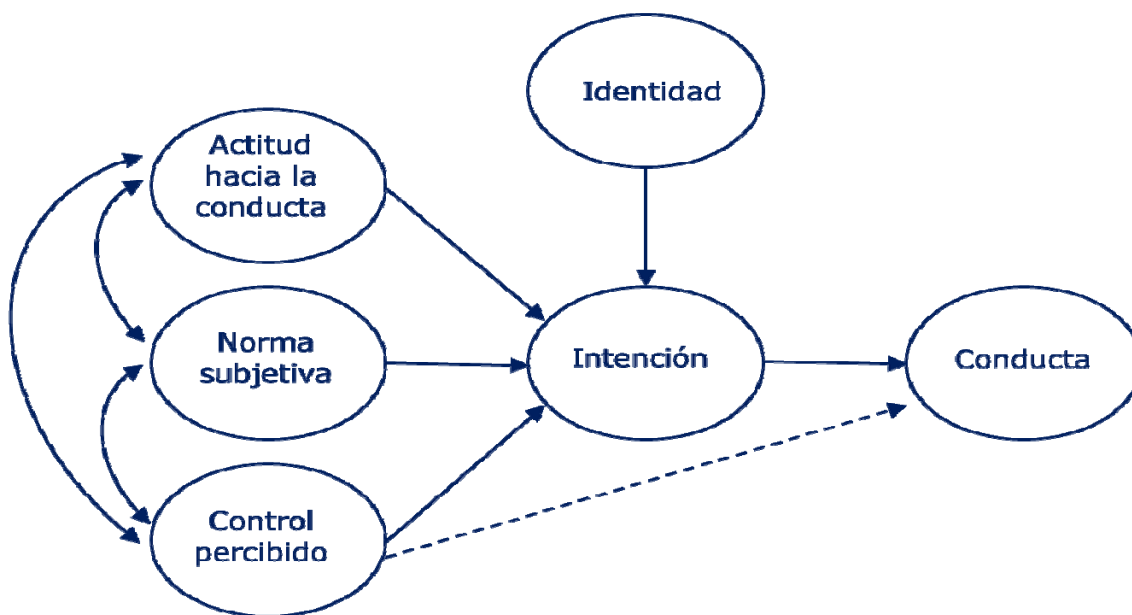 Identidad
Actitud
hacia la
conducta
Norma
subjetiva
Intención
Conducta
Control
percibido